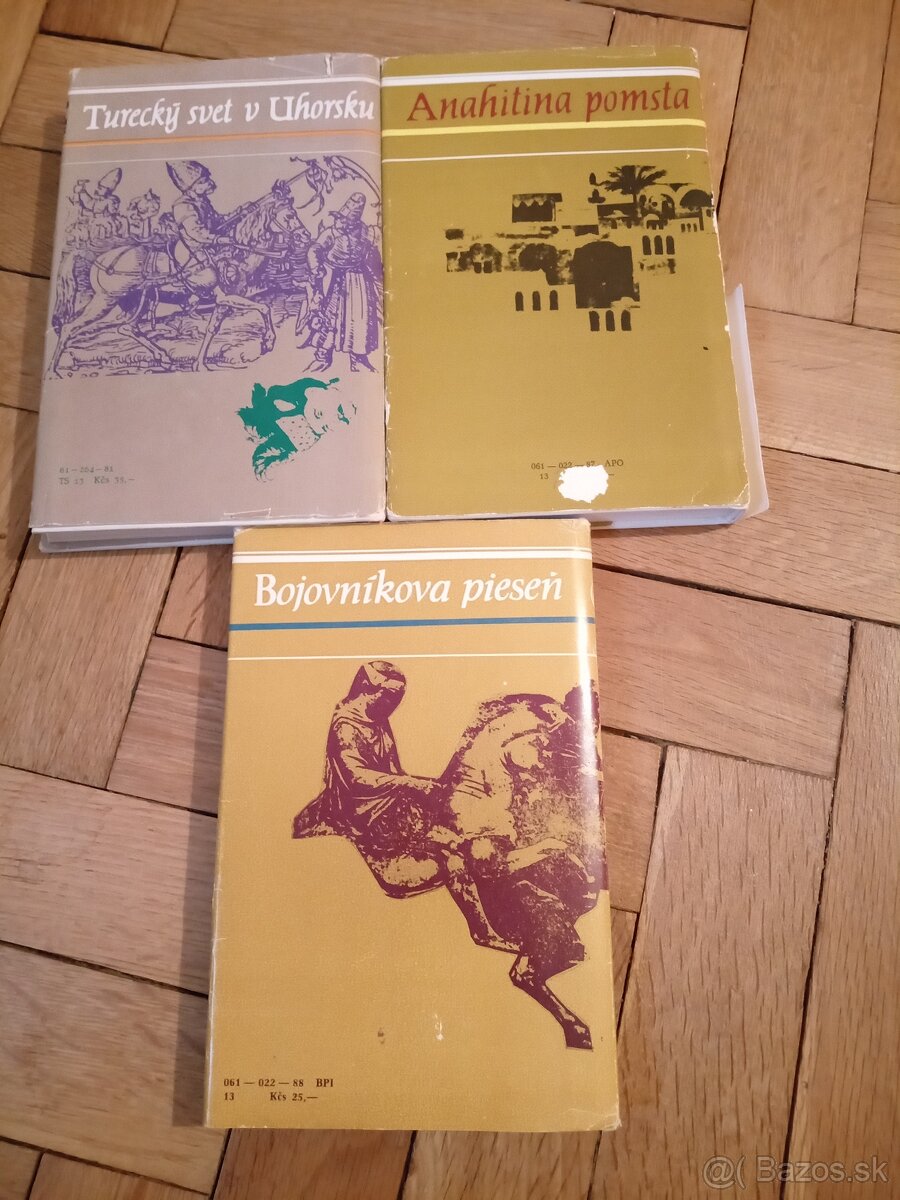 Turecký svet v Uhorsku
61 — 264 — 81
TS 13 Kčs 35.—
Anahitina pomsta
061 — 022 — 87 APO
13
Bojovníkova pieseň
061 — 022 — 88 BPI
13 Kčs 25,—
@( Bazos.sk